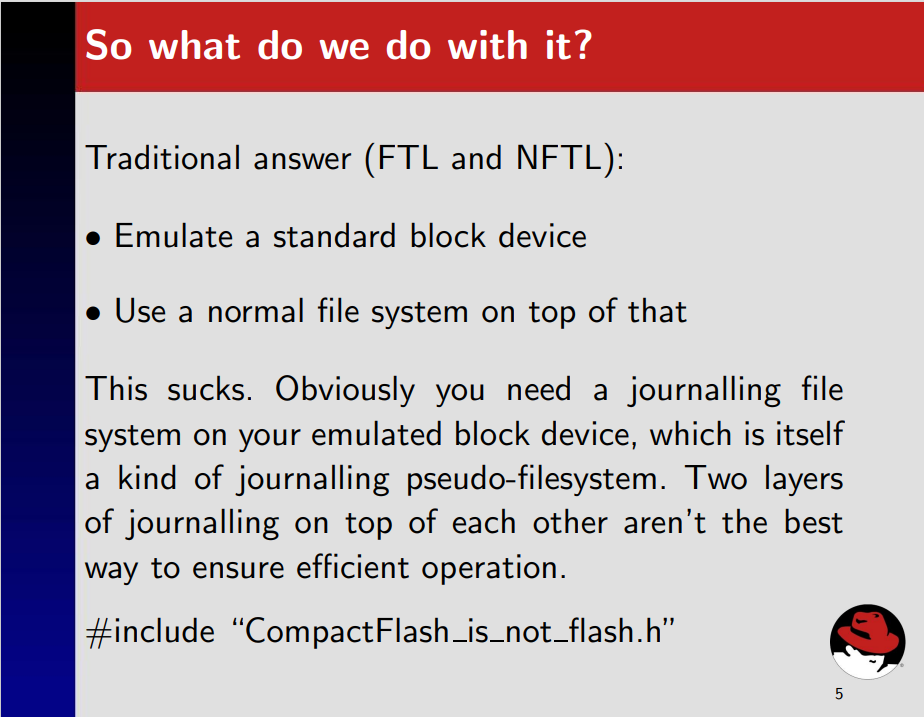 So what do we do with it?
Traditional answer (FTL and NFTL):
• Emulate a standard block device
• Use a normal file system on top of that
This sucks. Obviously you need a journalling file
system on your emulated block device, which is itself
a kind of journalling pseudo-filesystem. Two layers
of journalling on top of each other aren't the best
way to ensure efficient operation.
#include “CompactFlash_is_not_flash.h”
5